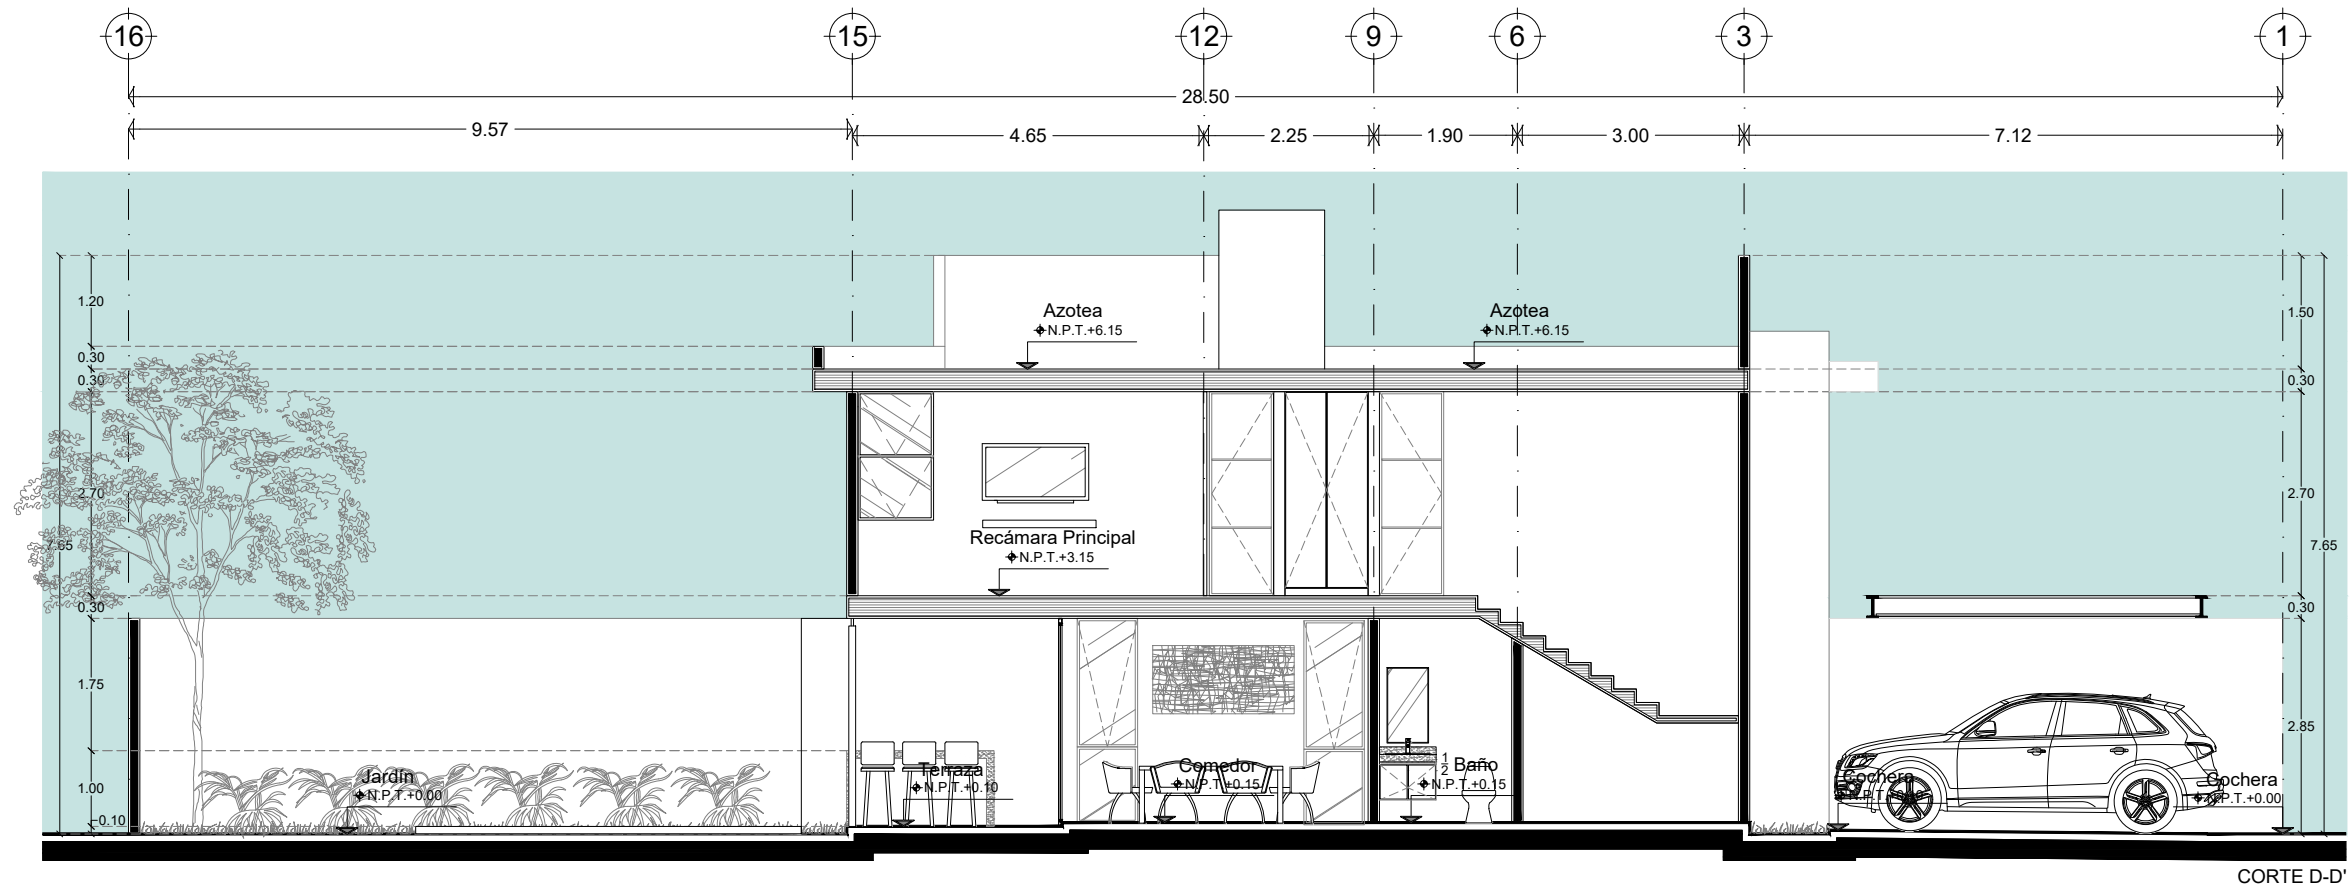 16 15 12 9 6 3 1
28.50
9.57 4.65 2.25 1.90 3.00 7.12
1.20
0.30
0.30
2.70
7.65
0.30
1.75
1.00
0.10
Azotea
N.P.T.+6.15
Azotea
N.P.T.+6.15
Recámara Principal
N.P.T.+3.15
Jardín
N.P.T.+0.00
Terraza
N.P.T.+0.10
Comedor
N.P.T.+0.15
1/2 Baño
N.P.T.+0.15
Cochera
Cochera
N.P.T.+0.00
1.50
0.30
2.70
7.65
0.30
2.85
CORTE D-D'